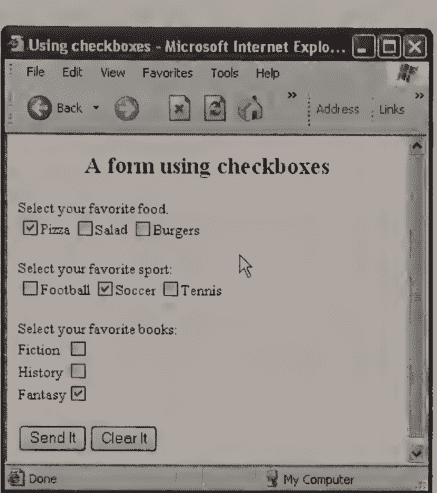 Using checkboxes - Microsoft Internet Explo...
File Edit View Favorites Tools Help
Back » Address Links »
A form using checkboxes
Select your favorite food.
Pizza Salad Burgers
Select your favorite sport:
Football Soccer Tennis
Select your favorite books:
Fiction
History
Fantasy
Send It Clear It
Done My Computer